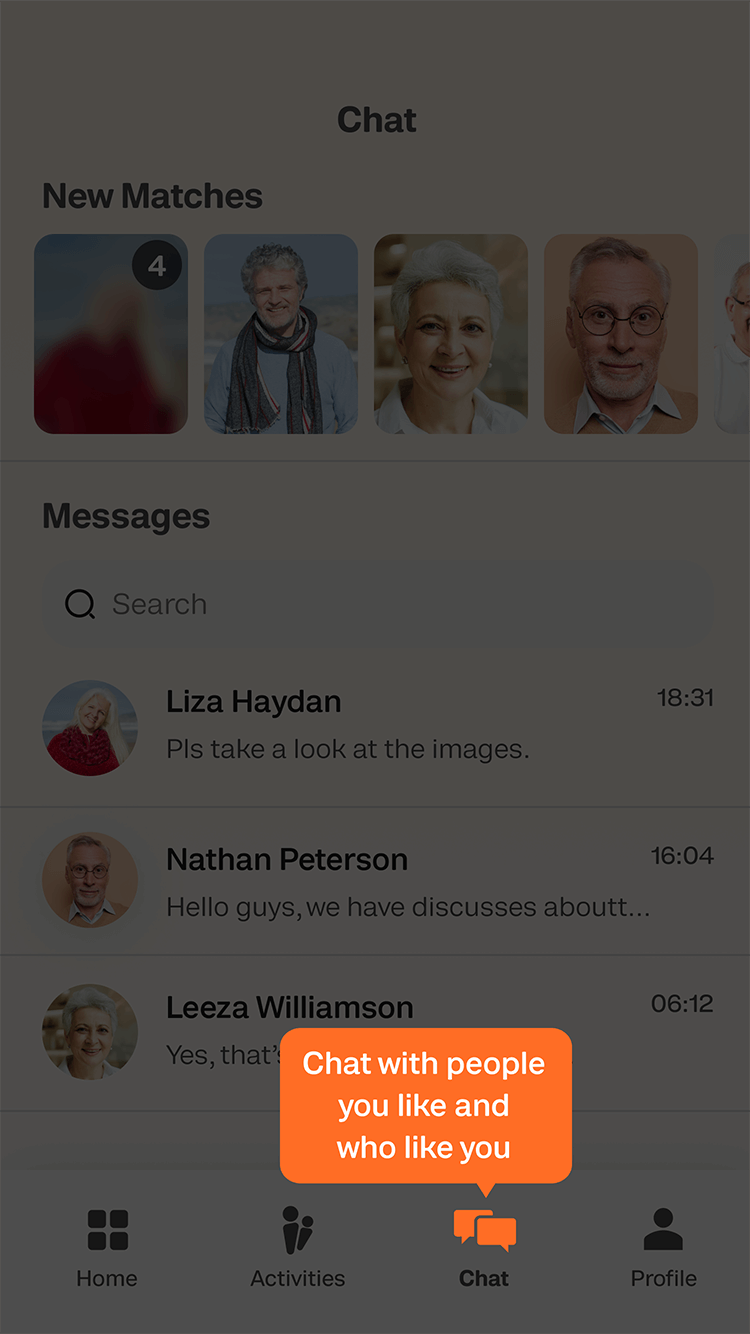 Chat
New Matches
4
Messages
Search
Liza Haydan
18:31
Pls take a look at the images.
Nathan Peterson
16:04
Hello guys, we have discusses aboutt...
Leeza Williamson
06:12
Yes, that's
Chat with people
you like and
who like you
Home
Activities
Chat
Profile